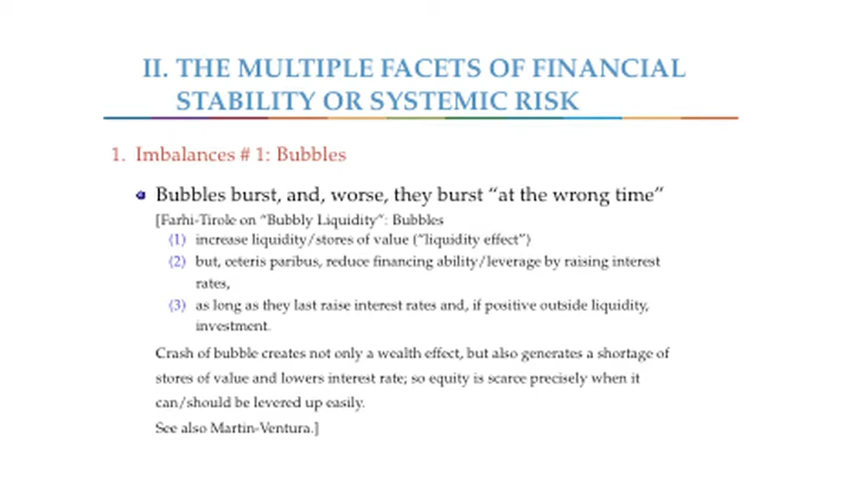 II. THE MULTIPLE FACETS OF FINANCIAL
STABILITY OR SYSTEMIC RISK
1. Imbalances # 1: Bubbles
Bubbles burst, and, worse, they burst “at the wrong time”
[Farhi-Tirole on “Bubbly Liquidity”: Bubbles
(1) increase liquidity/stores of value (“liquidity effect”)
(2) but, ceteris paribus, reduce financing ability/leverage by raising interest
rates,
(3) as long as they last raise interest rates and, if positive outside liquidity,
investment.
Crash of bubble creates not only a wealth effect, but also generates a shortage of
stores of value and lowers interest rate; so equity is scarce precisely when it
can/should be levered up easily.
See also Martin-Ventura.]